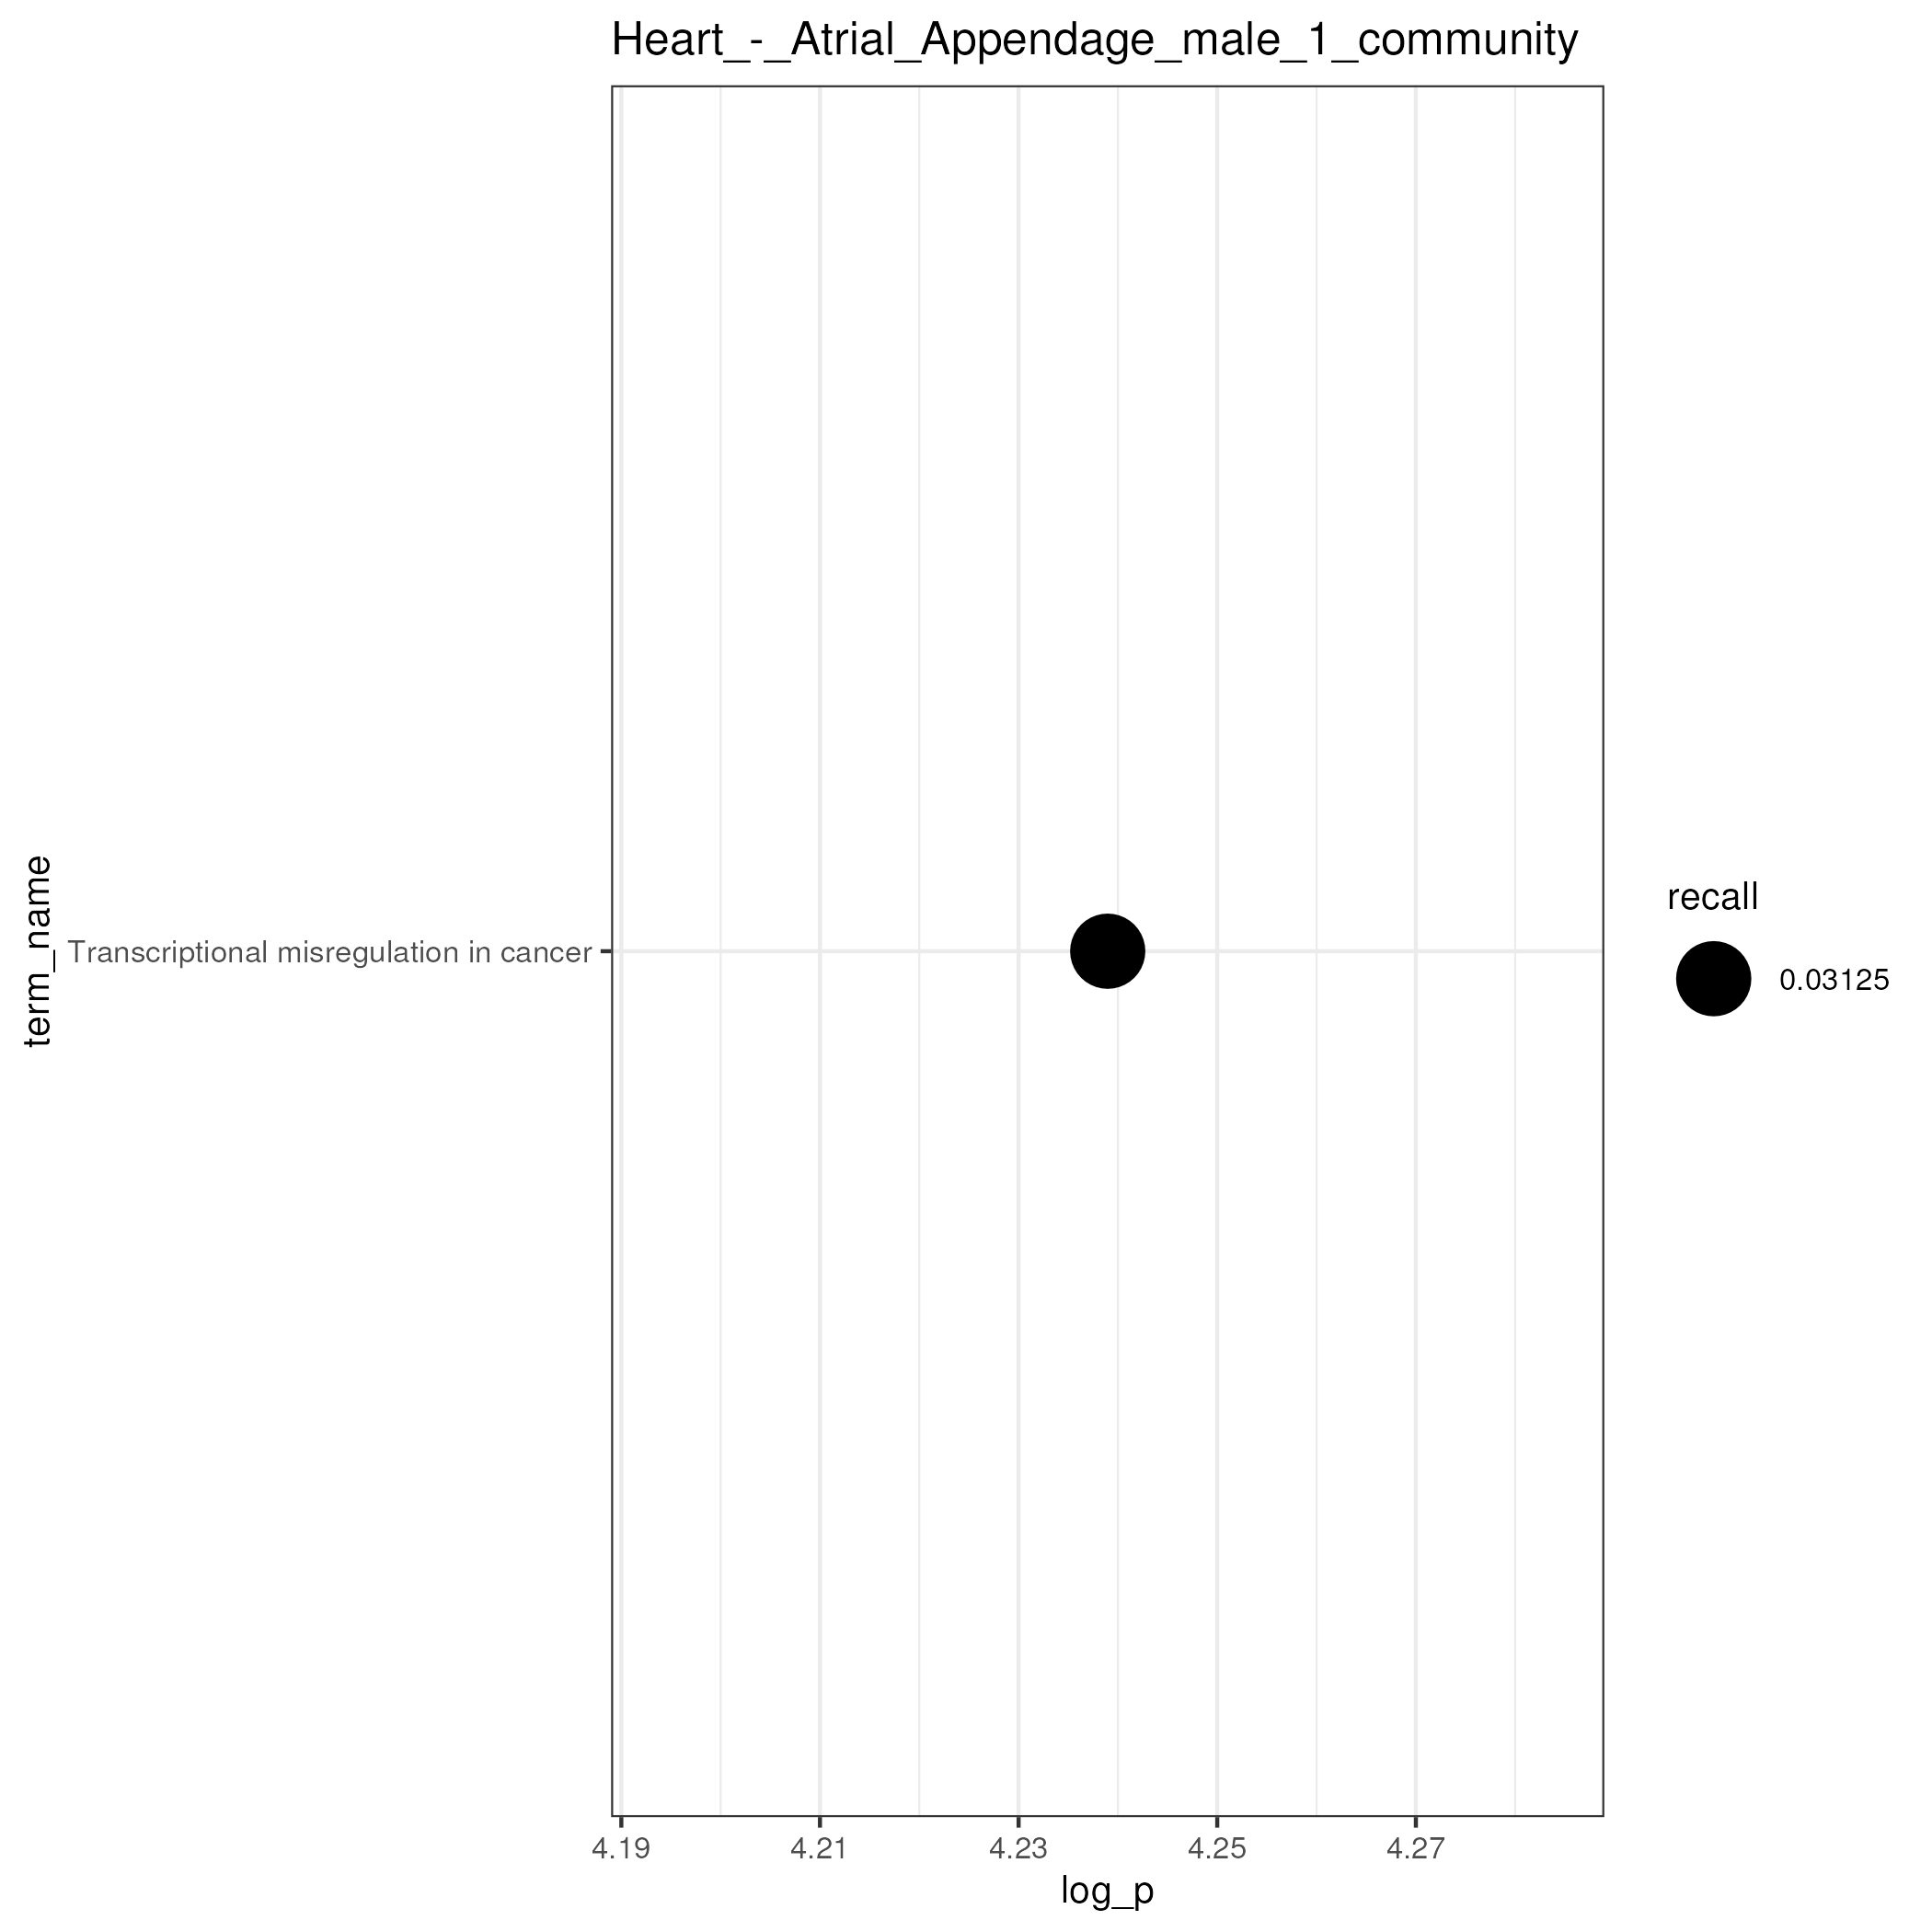 Heart_-_Atrial_Appendage_male_1_community
term_name
Transcriptional misregulation in cancer
recall
0.03125
4.19 4.21 4.23 4.25 4.27
log_p